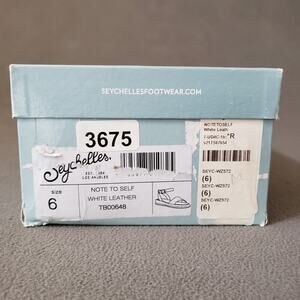 SEYCHELLESFOOTWEAR.COM
3675
Seychelles.
EST. 1984
LOS ANGELES
SIZE
6
NOTE TO SELF
WHITE LEATHER
TB00648
NOTE TO SELF
White Leath
*R
SEYC-WZ572
(6)
SEYC-WZ572
(6)
SEYC-WZ572
(6)